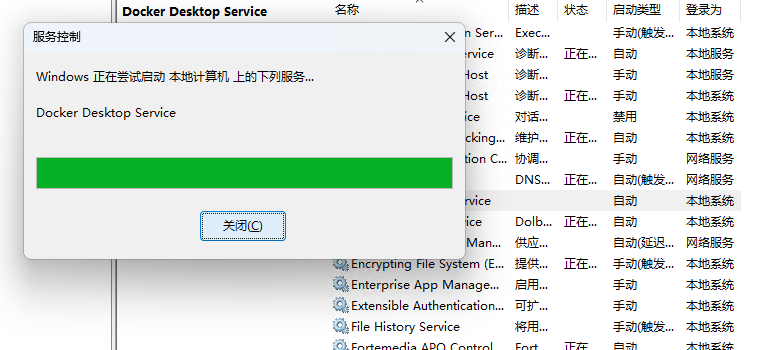 Docker Desktop Service
名称 描述 状态 启动类型 登录为
服务控制
Windows 正在尝试启动 本地计算机 上的下列服务...
Docker Desktop Service
关闭(C)
n Ser... Exec... 手动(触发... 本地系统
ervice 诊断... 正在... 自动 本地系统
Host 诊断... 正在... 手动 本地系统
Host 诊断... 正在... 手动 本地系统
ice 对话... 禁用 本地系统
cking... 维护... 正在... 自动 本地系统
tion C... 协调... 手动 网络服务
DNS... 正在... 自动(触发... 网络服务
rvice 自动 本地系统
ice Dolb... 正在... 自动 本地系统
Man... 供应... 自动(延迟... 网络服务
Encrypting File System (E... 提供... 正在... 手动(触发... 本地系统
Enterprise App Manage... 启用... 手动 本地系统
Extensible Authentication... 可扩... 手动 本地系统
File History Service 将用... 手动(触发... 本地系统
Fortemedia APO Control Fort... 正在... 自动 本地系统